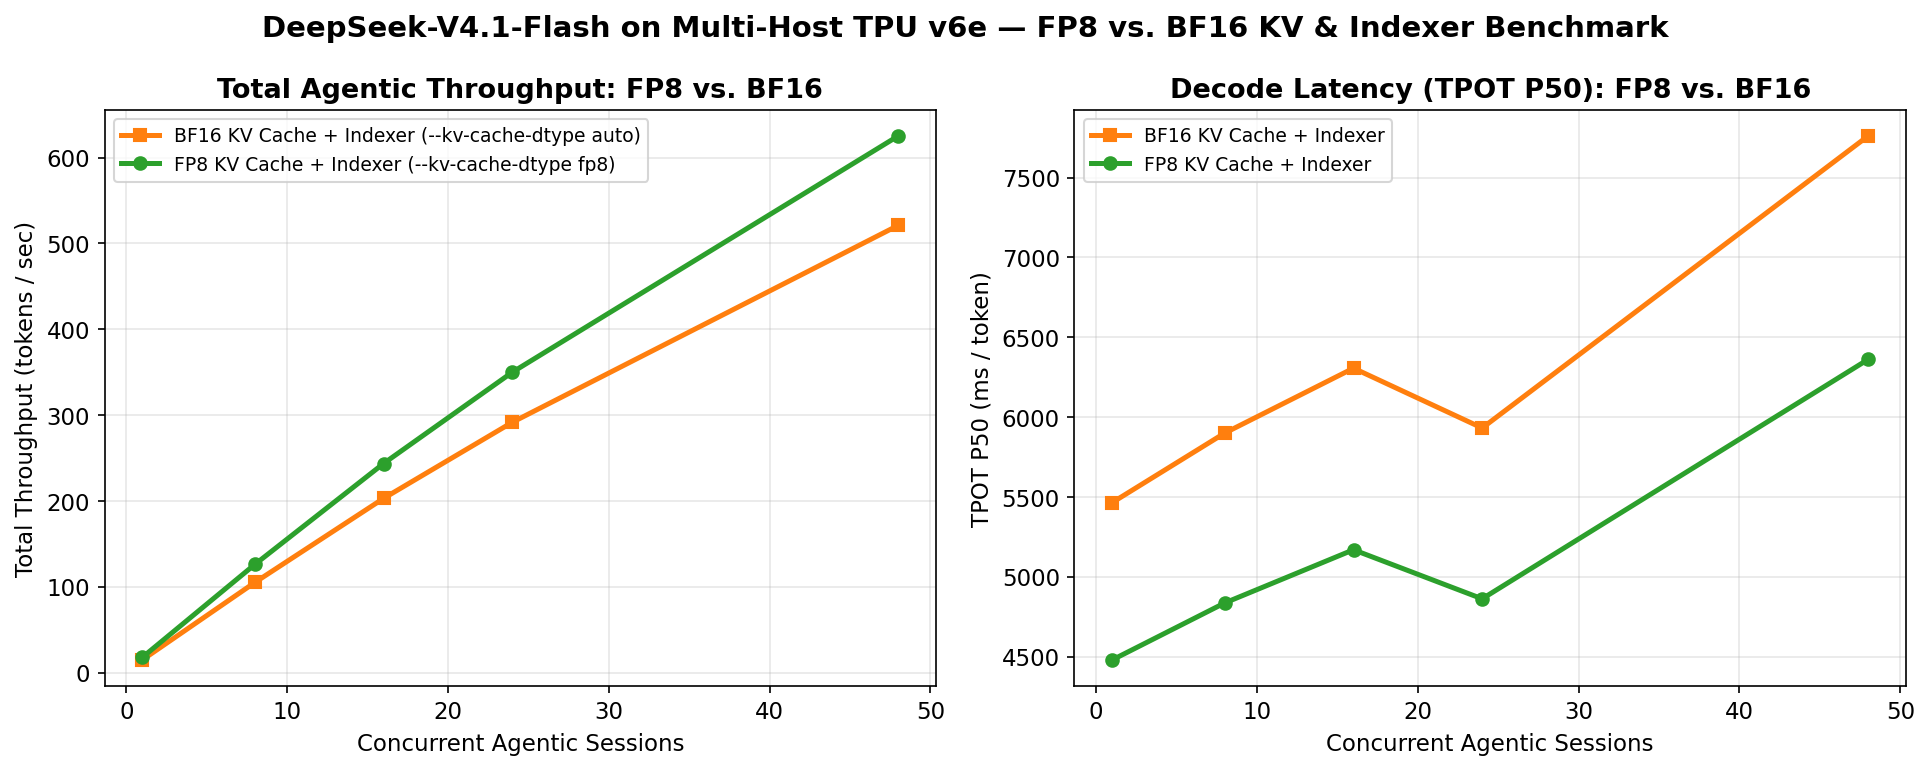 DeepSeek-V4.1-Flash on Multi-Host TPU v6e — FP8 vs. BF16 KV & Indexer Benchmark
Total Agentic Throughput: FP8 vs. BF16
BF16 KV Cache + Indexer (--kv-cache-dtype auto)
FP8 KV Cache + Indexer (--kv-cache-dtype fp8)
Total Throughput (tokens / sec)
600
500
400
300
200
100
0
0 10 20 30 40 50
Concurrent Agentic Sessions
Decode Latency (TPOT P50): FP8 vs. BF16
BF16 KV Cache + Indexer
FP8 KV Cache + Indexer
TPOT P50 (ms / token)
7500
7000
6500
6000
5500
5000
4500
0 10 20 30 40 50
Concurrent Agentic Sessions